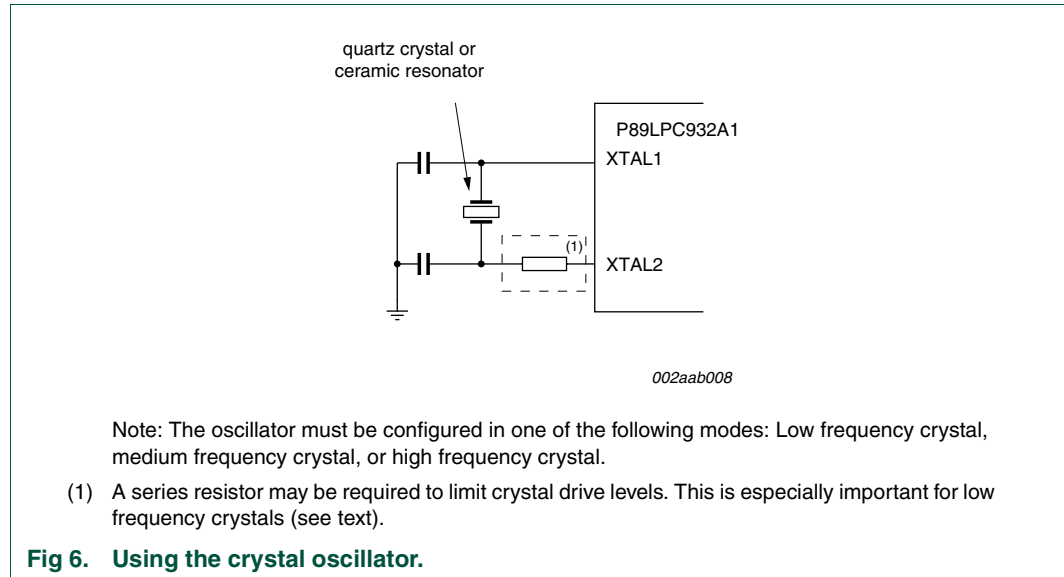 quartz crystal or
ceramic resonator
P89LPC932A1
XTAL1
(1)
XTAL2
002aab008
Note: The oscillator must be configured in one of the following modes: Low frequency crystal,
medium frequency crystal, or high frequency crystal.
(1) A series resistor may be required to limit crystal drive levels. This is especially important for low
frequency crystals (see text).
Fig 6. Using the crystal oscillator.